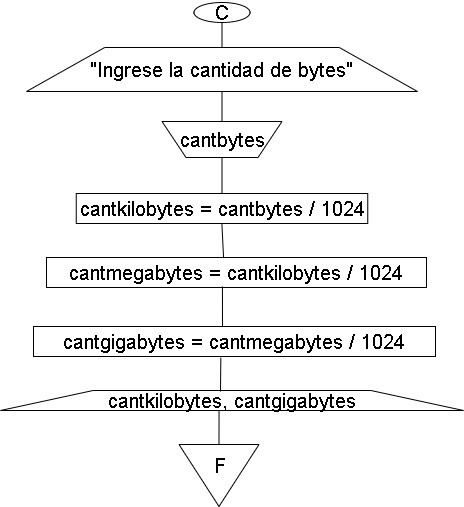 C
"Ingrese la cantidad de bytes"
cantbytes
cantkilobytes = cantbytes / 1024
cantmegabytes = cantkilobytes / 1024
cantgigabytes = cantmegabytes / 1024
cantkilobytes, cantgigabytes
F